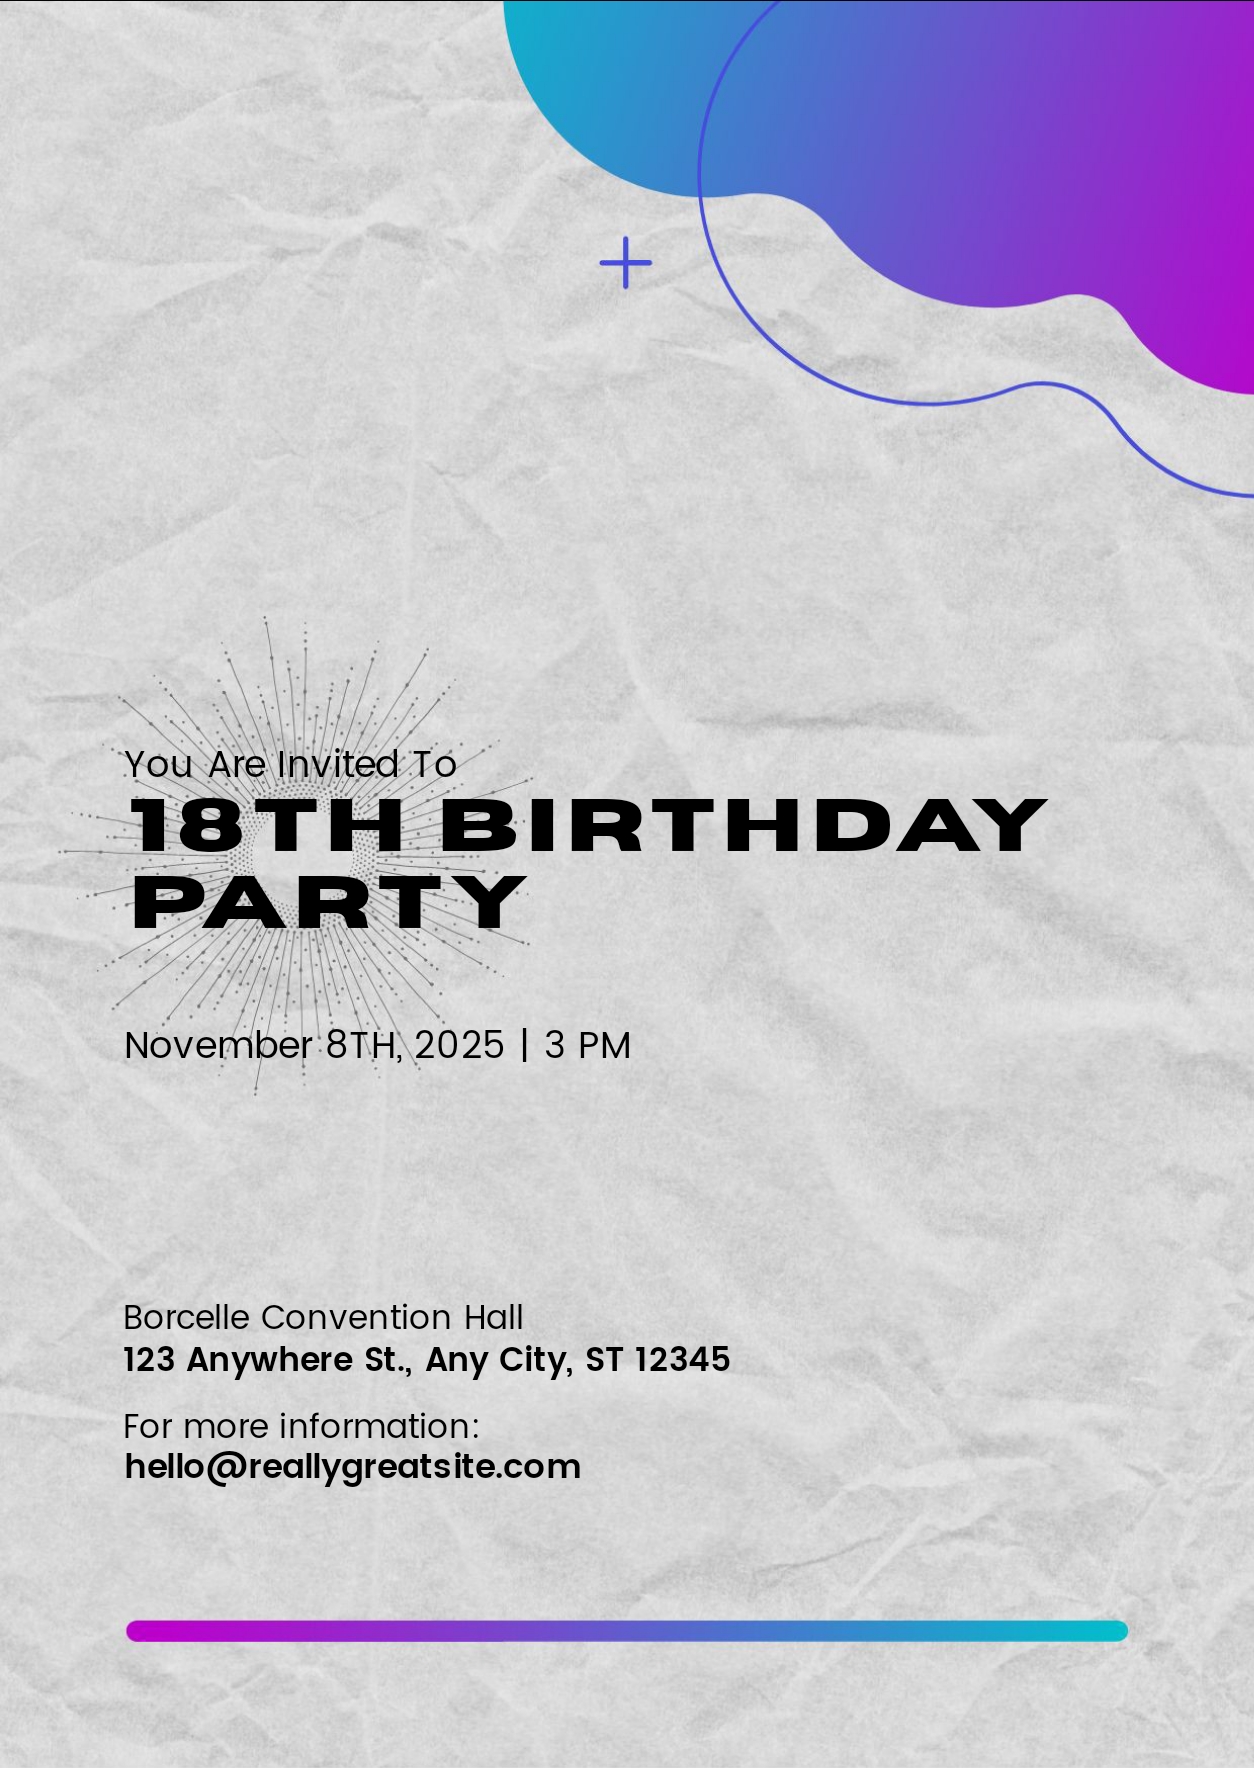 You Are Invited To
18TH BIRTHDAY
PARTY
November 8TH, 2025 | 3 PM
Borcelle Convention Hall
123 Anywhere St., Any City, ST 12345
For more information:
hello@reallygreatsite.com